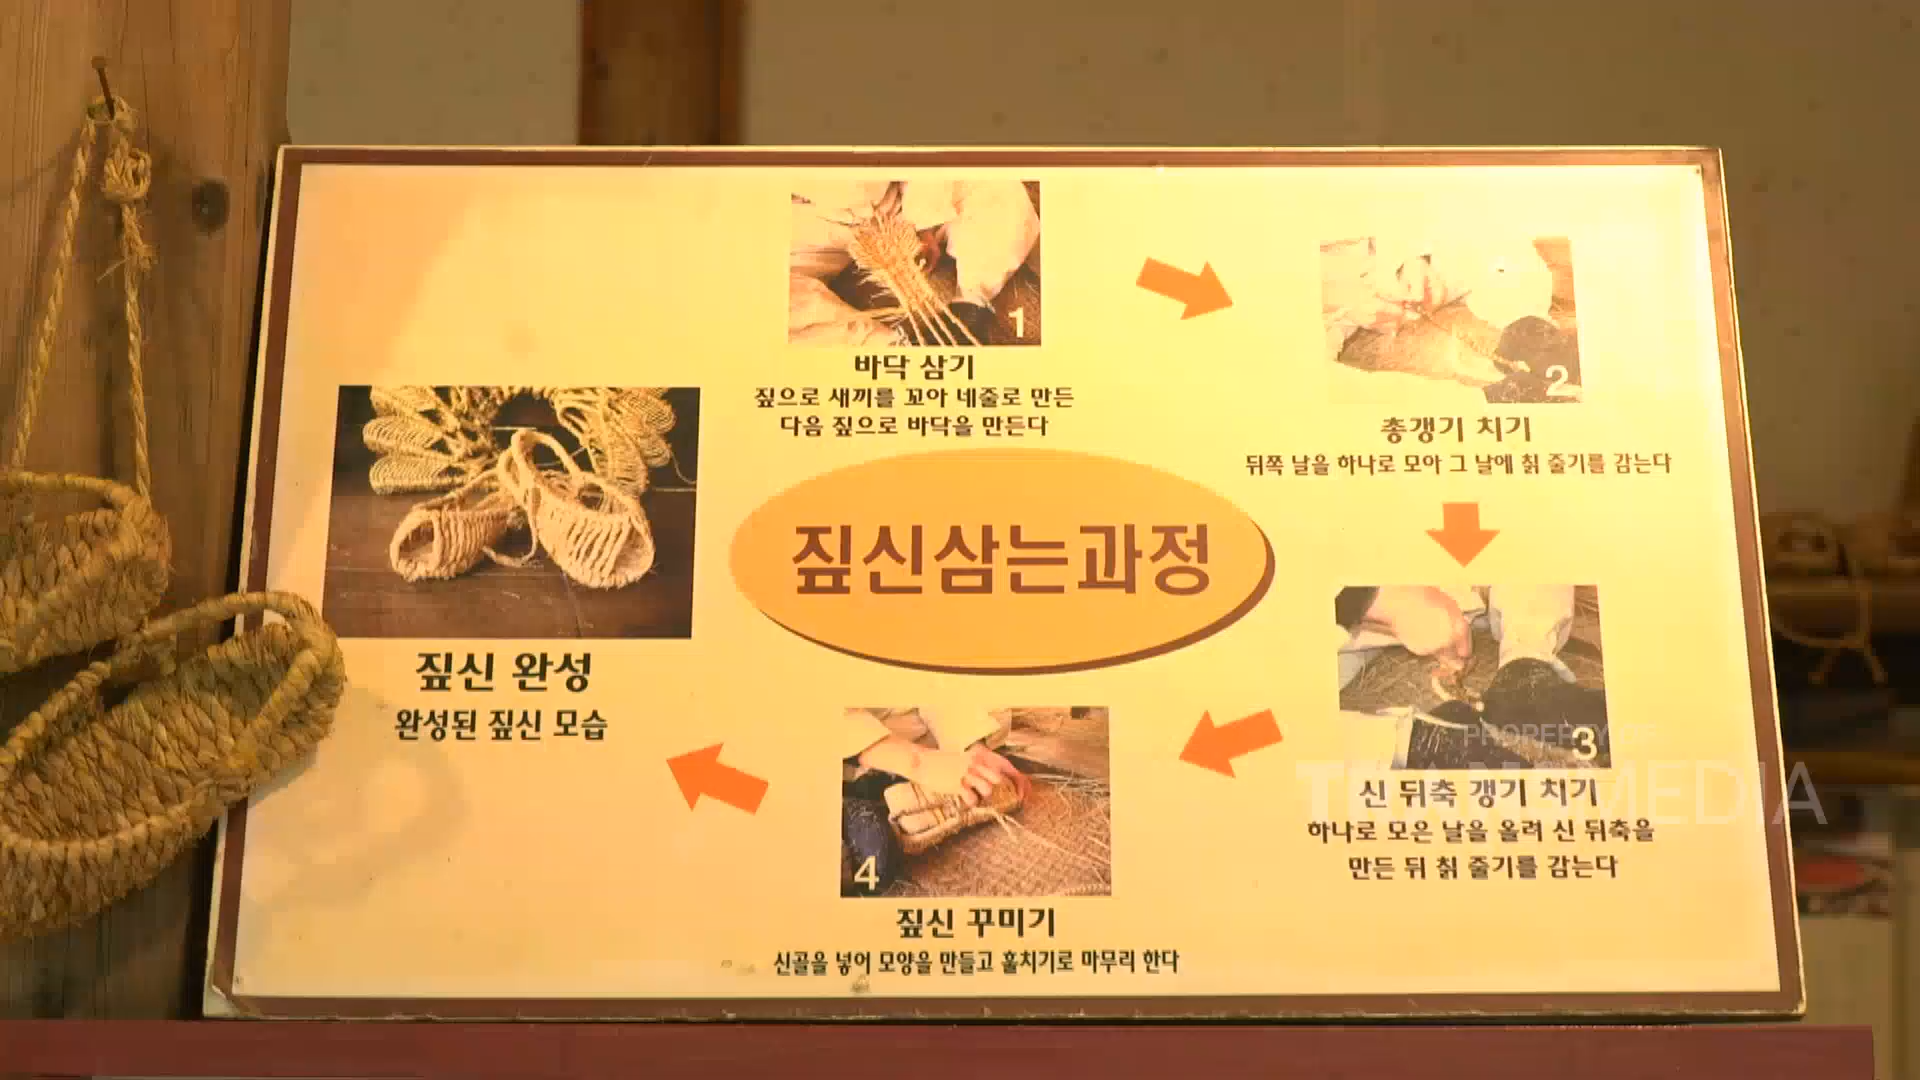 1
바닥 삼기
짚으로 새끼를 꼬아 네줄로 만든
다음 짚으로 바닥을 만든다
2
총갱기 치기
뒤쪽 날을 하나로 모아 그 날에 칡 줄기를 감는다
짚신삼는과정
3
신 뒤축 갱기 치기
하나로 모은 날을 올려 신 뒤축을
만든 뒤 칡 줄기를 감는다
4
짚신 꾸미기
신골을 넣어 모양을 만들고 훌치기로 마무리 한다
짚신 완성
완성된 짚신 모습
PROPERTY OF
TRANSMEDIA